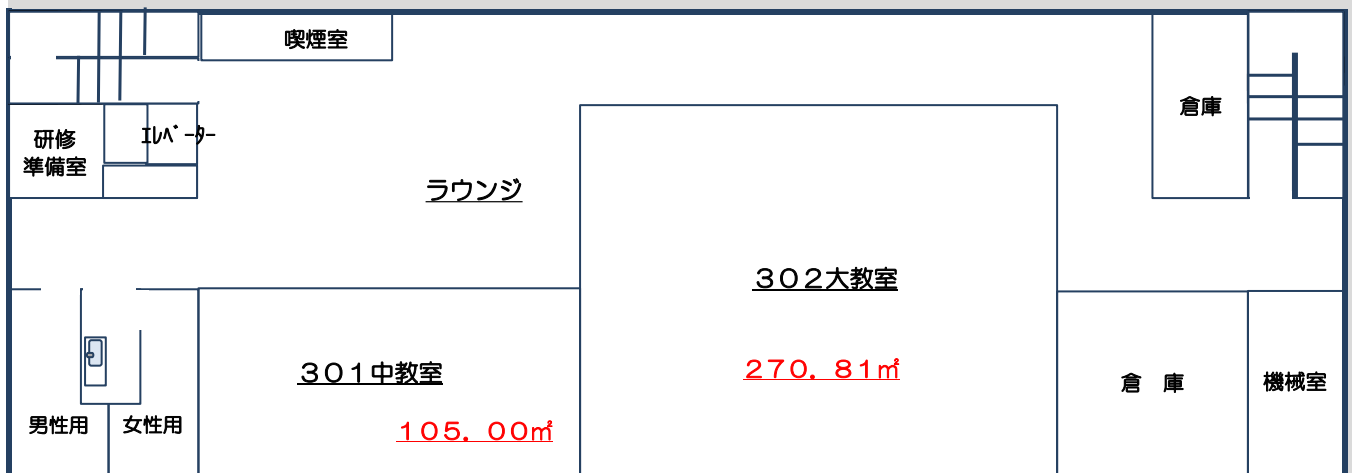 喫煙室
倉庫
研修
準備室
ｴﾚﾍﾞｰﾀｰ
ラウンジ
３０２大教室
２７０．８１㎡
３０１中教室
１０５．００㎡
倉　庫
機械室
男性用
女性用